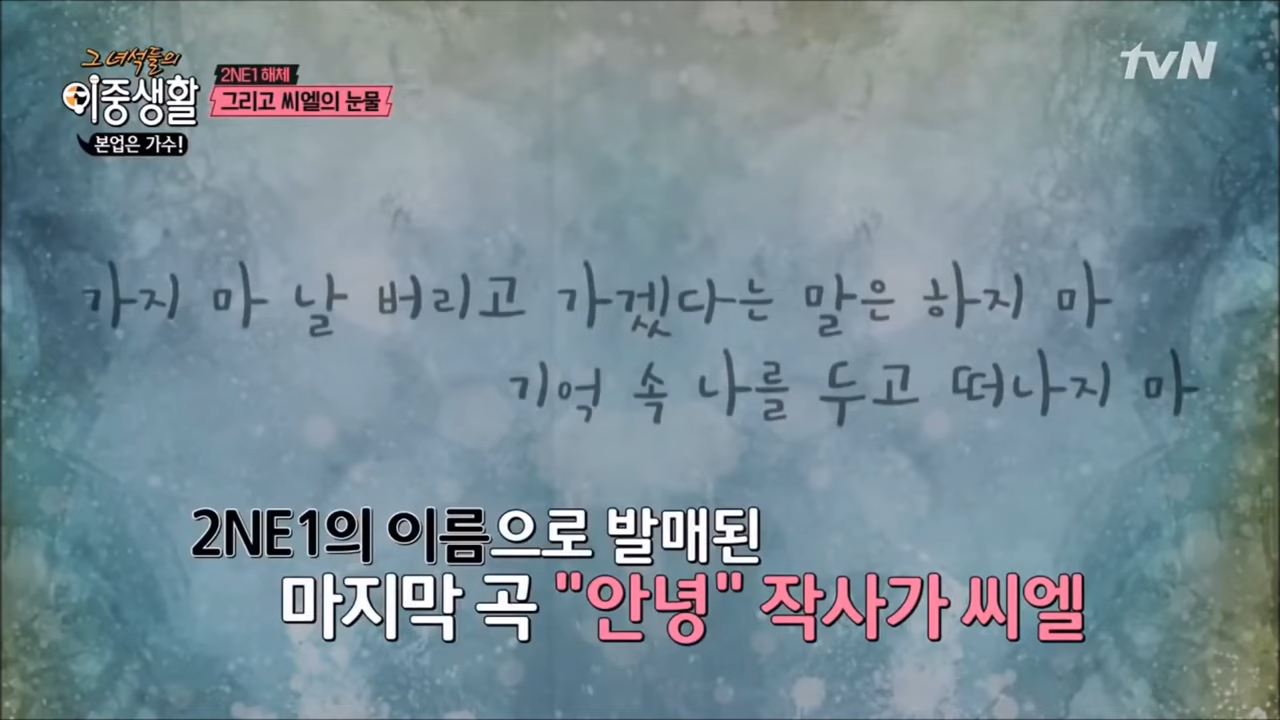 그 녀석들의
이중생활
본업은 가수!
2NE1 해체
그리고 씨엘의 눈물
tvN
가지 마 날 버리고 가겠다는 말은 하지 마
기억 속 나를 두고 떠나지 마
2NE1의 이름으로 발매된
마지막 곡 "안녕" 작사가 씨엘